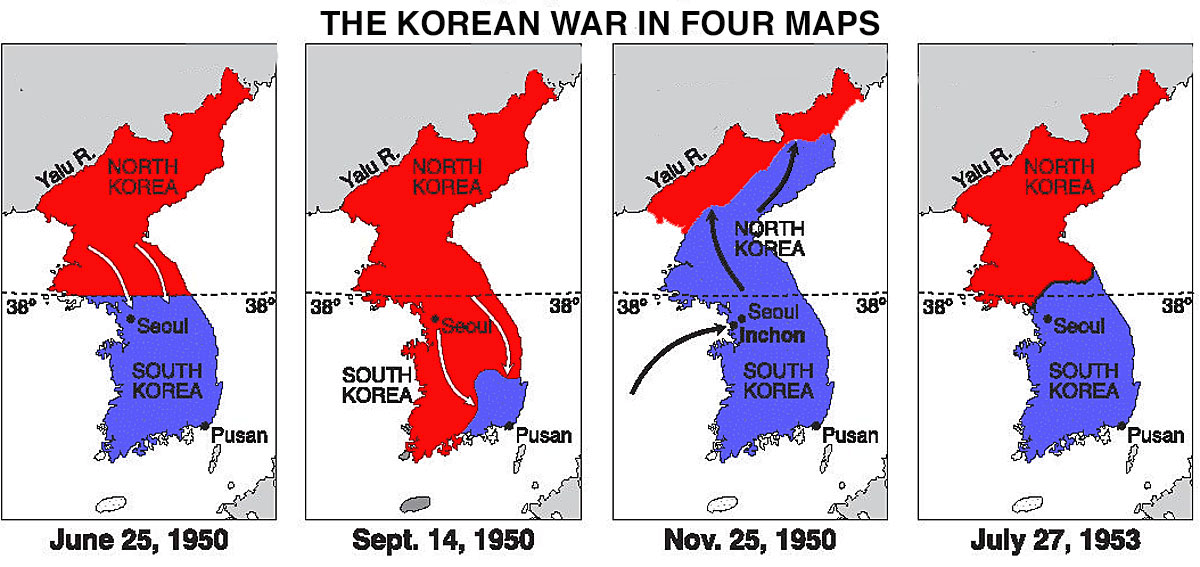 THE KOREAN WAR IN FOUR MAPS
Yalu R.
NORTH
KOREA
38°
38°
Seoul
SOUTH
KOREA
Pusan
June 25, 1950
Yalu R.
NORTH
KOREA
38°
38°
Seoul
SOUTH
KOREA
Pusan
Sept. 14, 1950
Yalu R.
NORTH
KOREA
38°
38°
Seoul
Inchon
SOUTH
KOREA
Pusan
Nov. 25, 1950
Yalu R.
NORTH
KOREA
38°
38°
Seoul
SOUTH
KOREA
Pusan
July 27, 1953